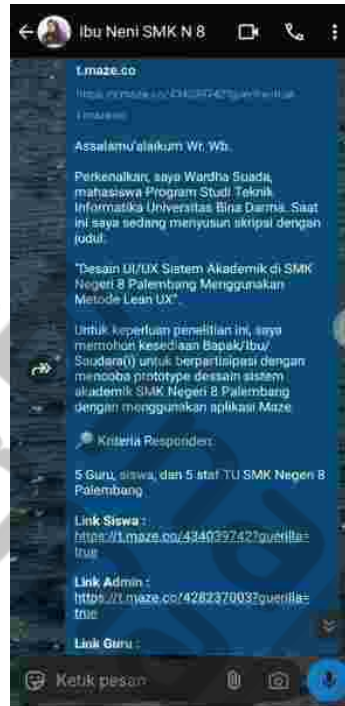 Ibu Neni SMK N 8
t.maze.co
Assalamu'alaikum Wr. Wb.
Perkenalkan, saya Wardha Suada,
mahasiswa Program Studi Teknik
Informatika Universitas Bina Darma. Saat
ini saya sedang menyusun skripsi dengan
judul:
"Desain UI/UX Sistem Akademik di SMK
Negeri 8 Palembang Menggunakan
Metode Lean UX".
Untuk keperluan penelitian ini, saya
memohon kesediaan Bapak/Ibu/
Saudara(i) untuk berpartisipasi dengan
mencoba prototype dessain sistem
akademik SMK Negeri 8 Palembang
dengan menggunakan aplikasi Maze.
Kriteria Responden:
5 Guru, siswa, dan 5 staf TU SMK Negeri 8
Palembang
Link Siswa :
https://t.maze.co/434039742?guerilla=
true
Link Admin :
https://t.maze.co/428237003?guerilla=
true
Link Guru :
Ketik pesan